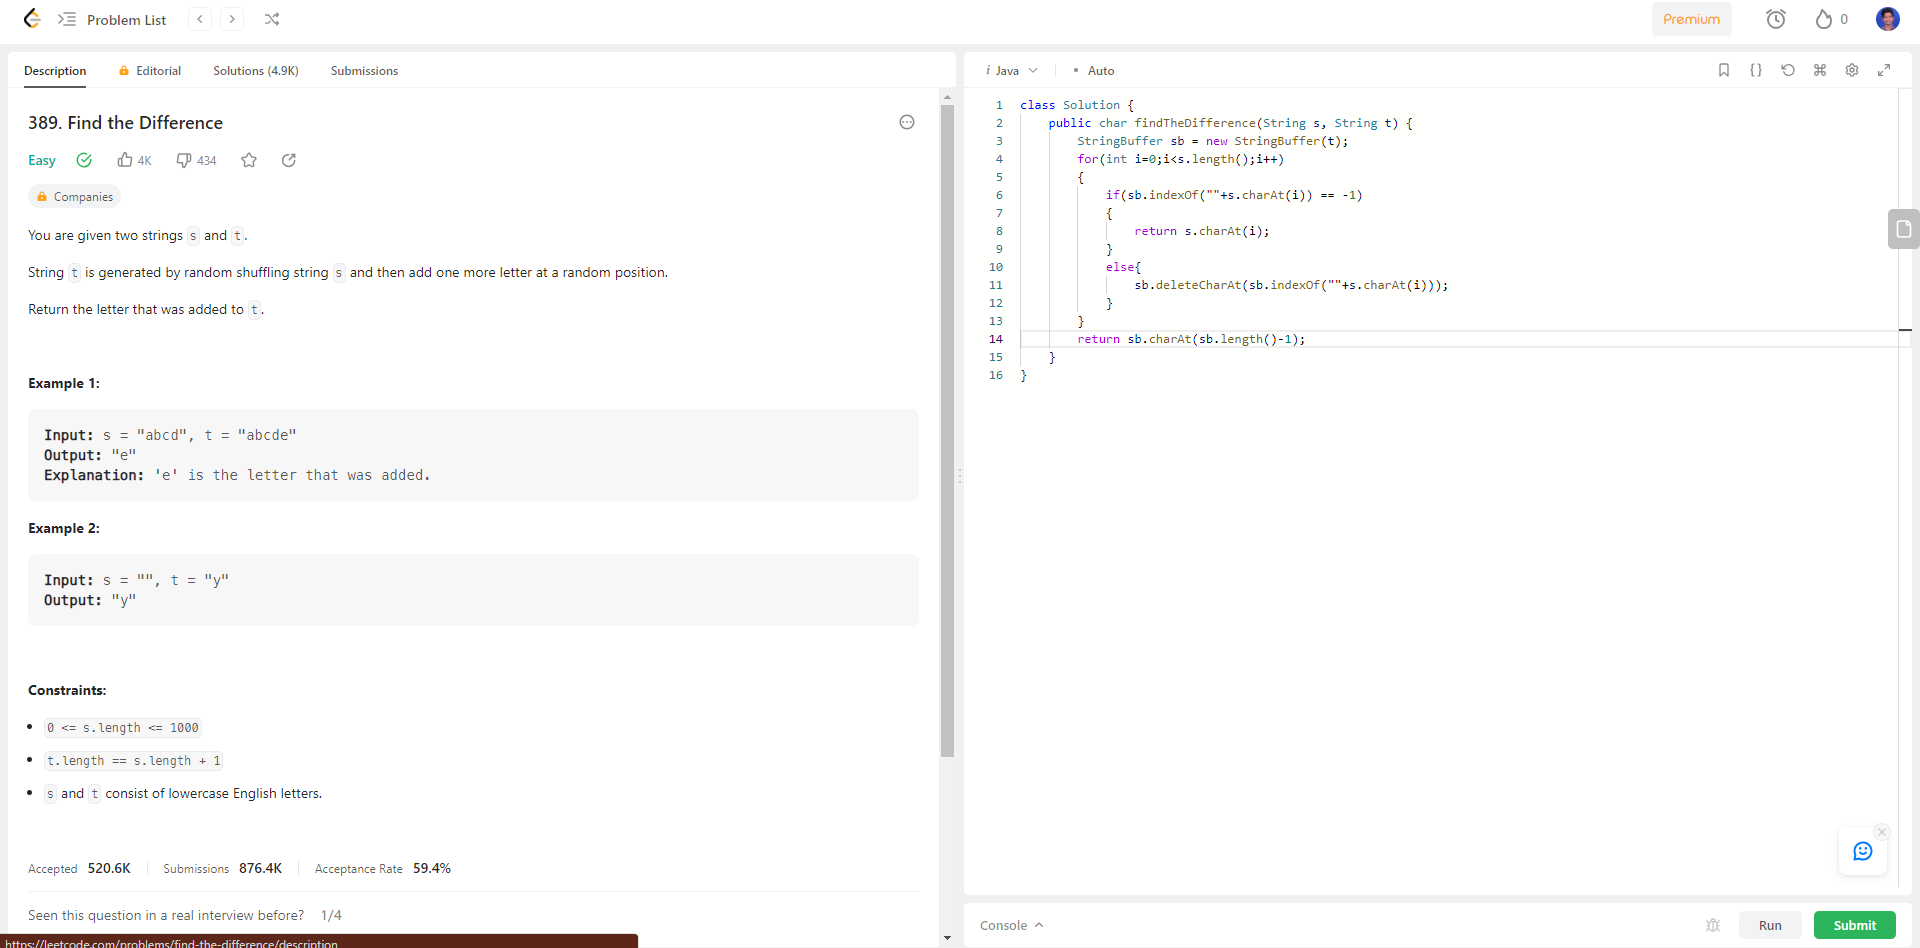 Problem List
Premium
0
Description
Editorial
Solutions (4.9K)
Submissions
389. Find the Difference
Easy
4K
434
Companies
You are given two strings s and t.
String t is generated by random shuffling string s and then add one more letter at a random position.
Return the letter that was added to t.
Example 1:
Input: s = "abcd", t = "abcde"
Output: "e"
Explanation: 'e' is the letter that was added.
Example 2:
Input: s = "", t = "y"
Output: "y"
Constraints:
• 0 <= s.length <= 1000
• t.length == s.length + 1
• s and t consist of lowercase English letters.
Accepted 520.6K
Submissions 876.4K
Acceptance Rate 59.4%
Seen this question in a real interview before? 1/4
https://leetcode.com/problems/find-the-difference/description
i Java
• Auto
1 class Solution {
2     public char findTheDifference(String s, String t) {
3         StringBuffer sb = new StringBuffer(t);
4         for(int i=0;i<s.length();i++)
5         {
6             if(sb.indexOf(""+s.charAt(i)) == -1)
7             {
8                 return s.charAt(i);
9             }
10             else{
11                 sb.deleteCharAt(sb.indexOf(""+s.charAt(i)));
12             }
13         }
14         return sb.charAt(sb.length()-1);
15     }
16 }
Console
Run
Submit